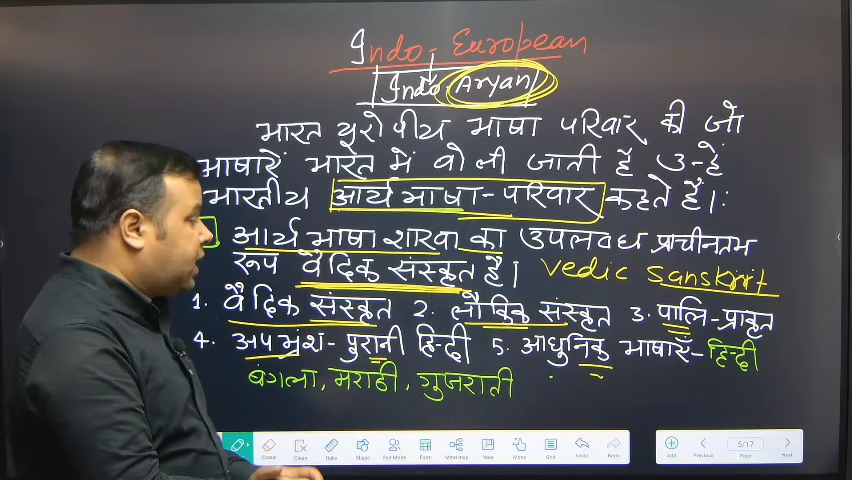 Indo-European
Indo-Aryan
भारत यूरोपीय भाषा परिवार की जो
भाषाएं भारत में बोली जाती हैं उन्हें
भारतीय आर्य भाषा-परिवार कहते हैं।:
आर्य भाषा शाखा का उपलबध प्राचीनतम
रूप वैदिक संस्कृत है। Vedic Sanskrit
1. वैदिक संस्कृत 2. लौकिक संस्कृत 3. पालि-प्राकृत
4. अपभ्रंश-पुरानी हिन्दी 5. आधुनिक भाषाएँ-हिन्दी
बंगला, मराठी, गुजराती
Eraser Clear Ruler Shape Pen Mode Form Mind map Note Move Grid Undo Redo
Add Previous 5/17 Page Next